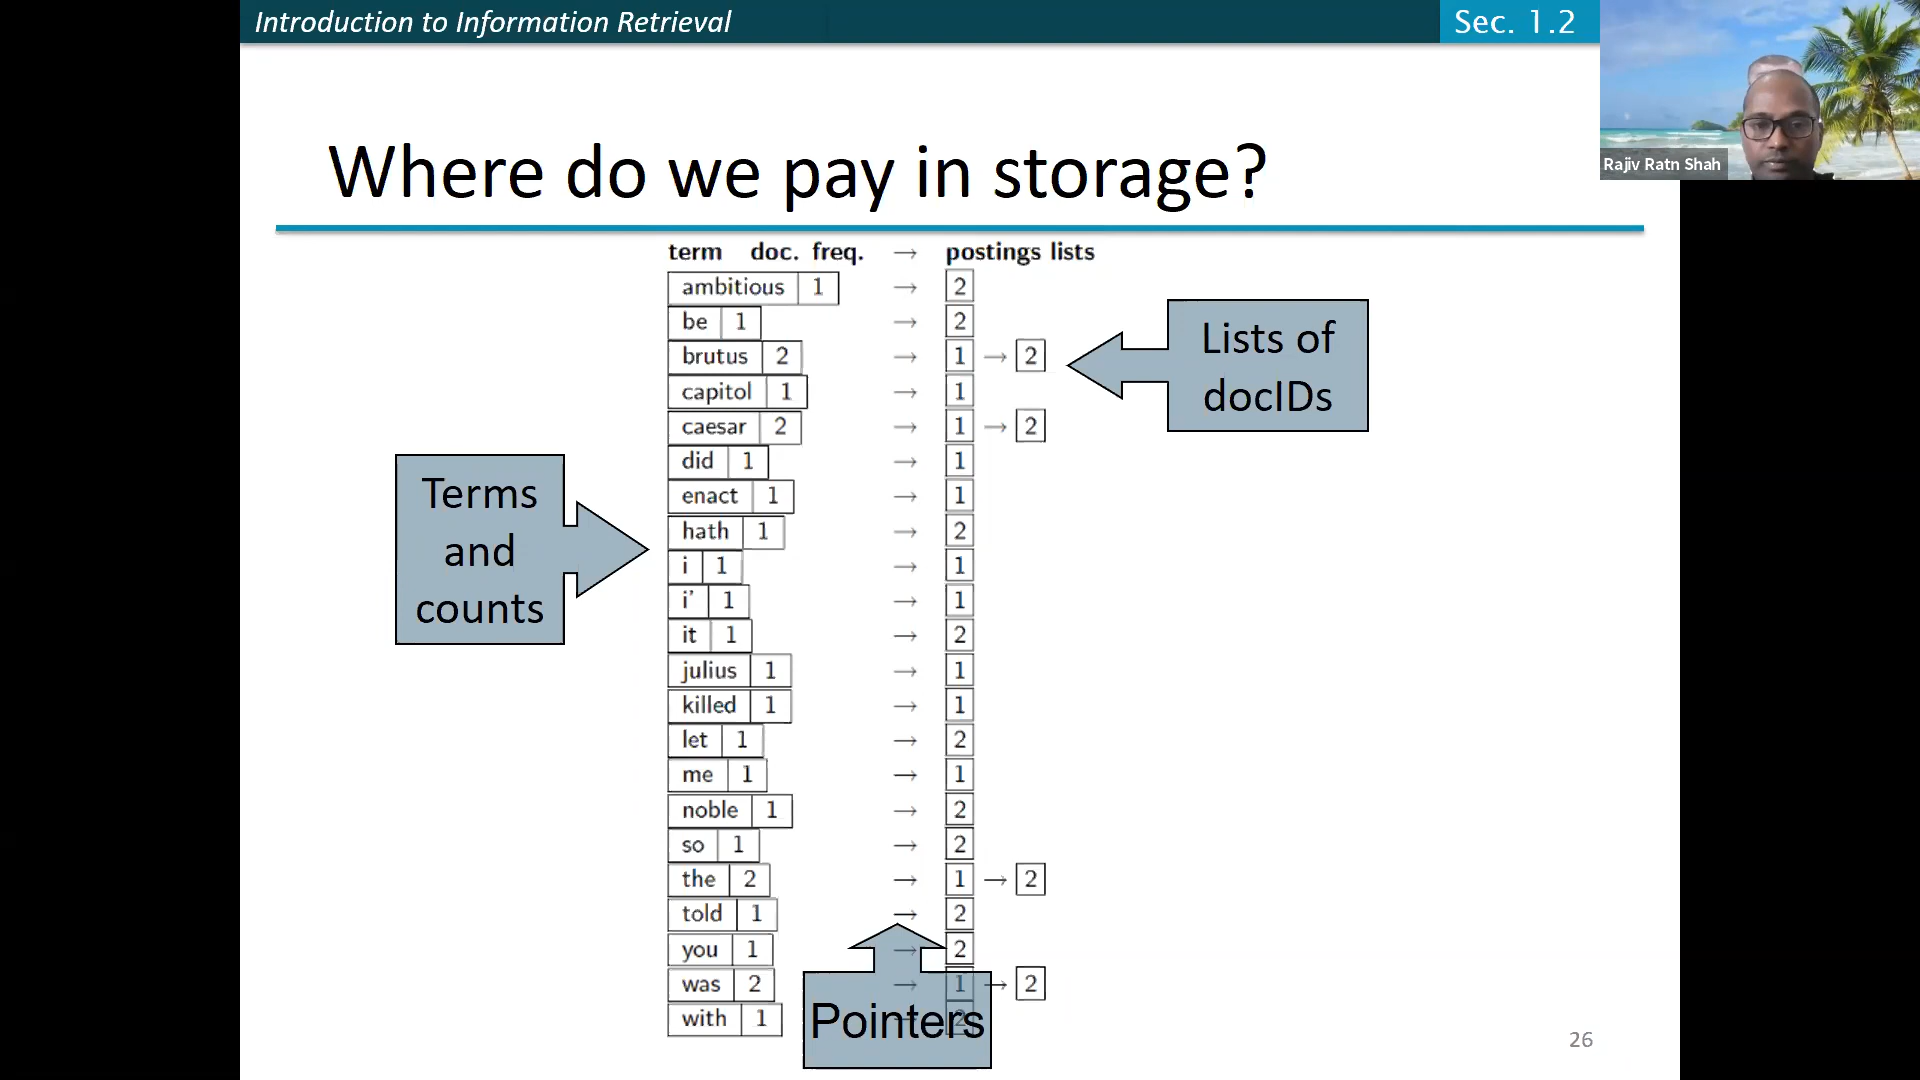 Introduction to Information Retrieval
Sec. 1.2
Rajiv Ratn Shah
Where do we pay in storage?
term doc. freq. → postings lists
ambitious 1 → 2
be 1 → 2
brutus 2 → 1 → 2
capitol 1 → 1
caesar 2 → 1 → 2
did 1 → 1
enact 1 → 1
hath 1 → 2
i 1 → 1
i' 1 → 1
it 1 → 2
julius 1 → 1
killed 1 → 1
let 1 → 2
me 1 → 1
noble 1 → 2
so 1 → 2
the 2 → 1 → 2
told 1 → 2
you 1 → 2
was 2 → 1 → 2
with 1 → 2
Lists of
docIDs
Terms
and
counts
Pointers
26